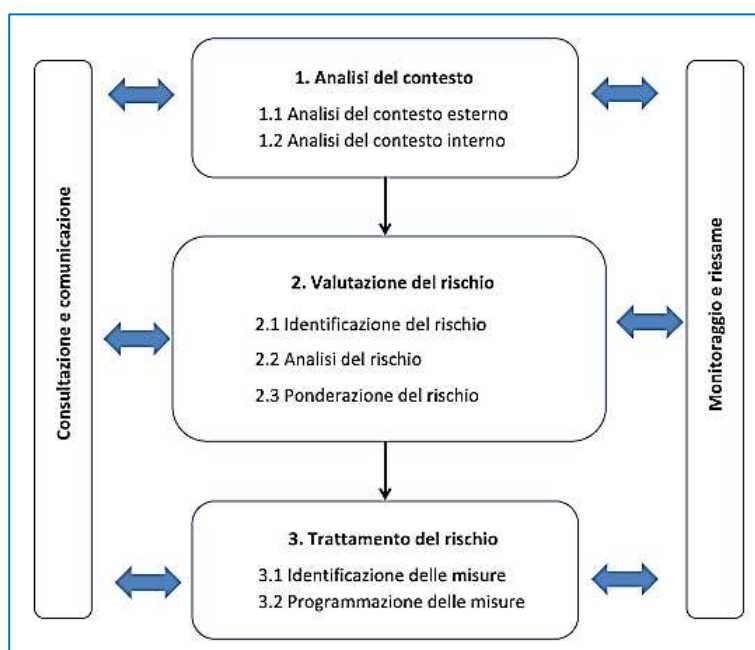 Consultazione e comunicazione
1. Analisi del contesto
1.1 Analisi del contesto esterno
1.2 Analisi del contesto interno
2. Valutazione del rischio
2.1 Identificazione del rischio
2.2 Analisi del rischio
2.3 Ponderazione del rischio
3. Trattamento del rischio
3.1 Identificazione delle misure
3.2 Programmazione delle misure
Monitoraggio e riesame